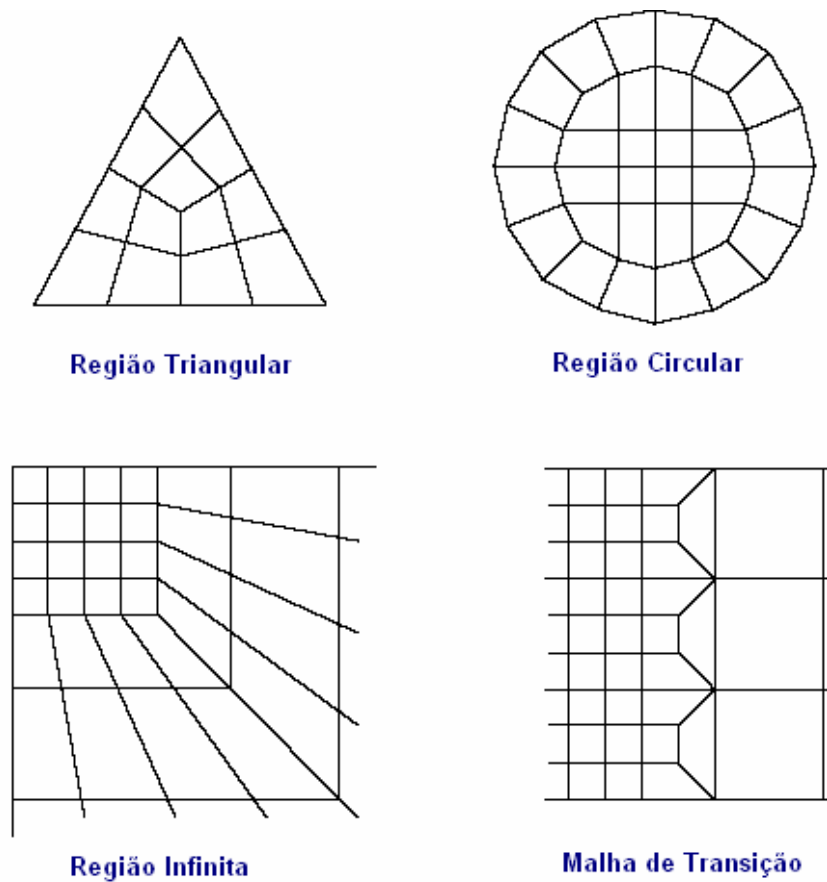 Região Triangular
Região Circular
Região Infinita
Malha de Transição